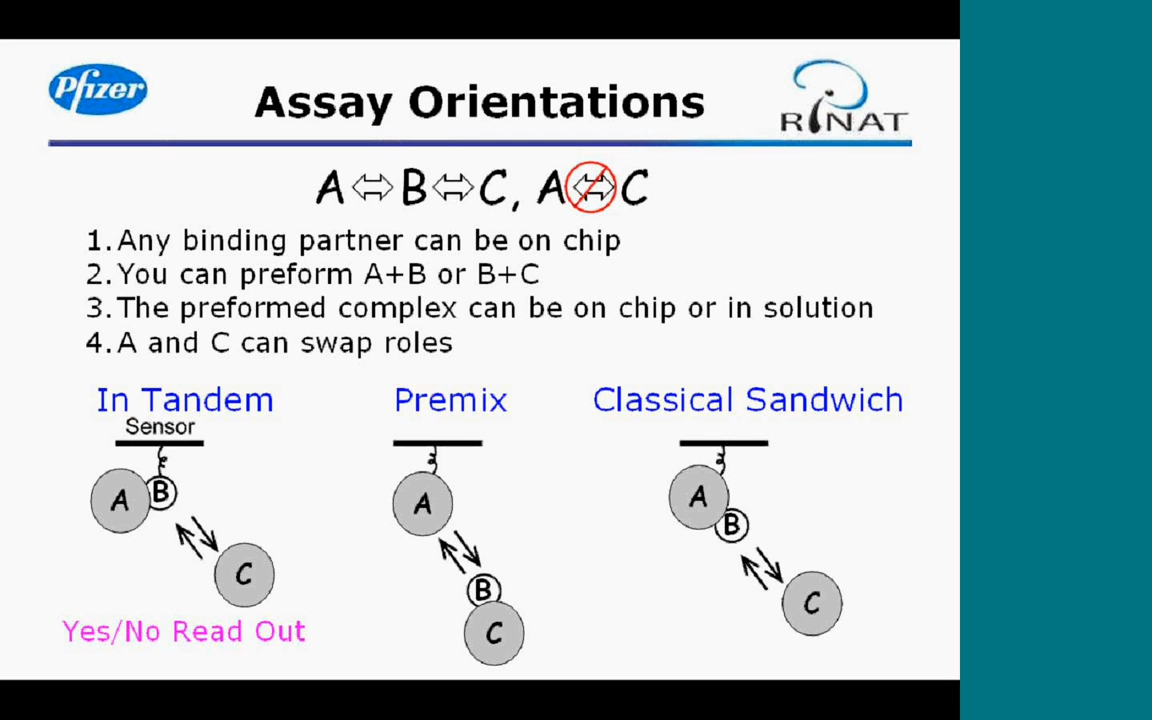 Pfizer
Assay Orientations
RINAT
A⇔B⇔C, A⇔C
1. Any binding partner can be on chip
2. You can preform A+B or B+C
3. The preformed complex can be on chip or in solution
4. A and C can swap roles
In Tandem
Premix
Classical Sandwich
Sensor
A
B
C
A
B
C
A
B
C
Yes/No Read Out